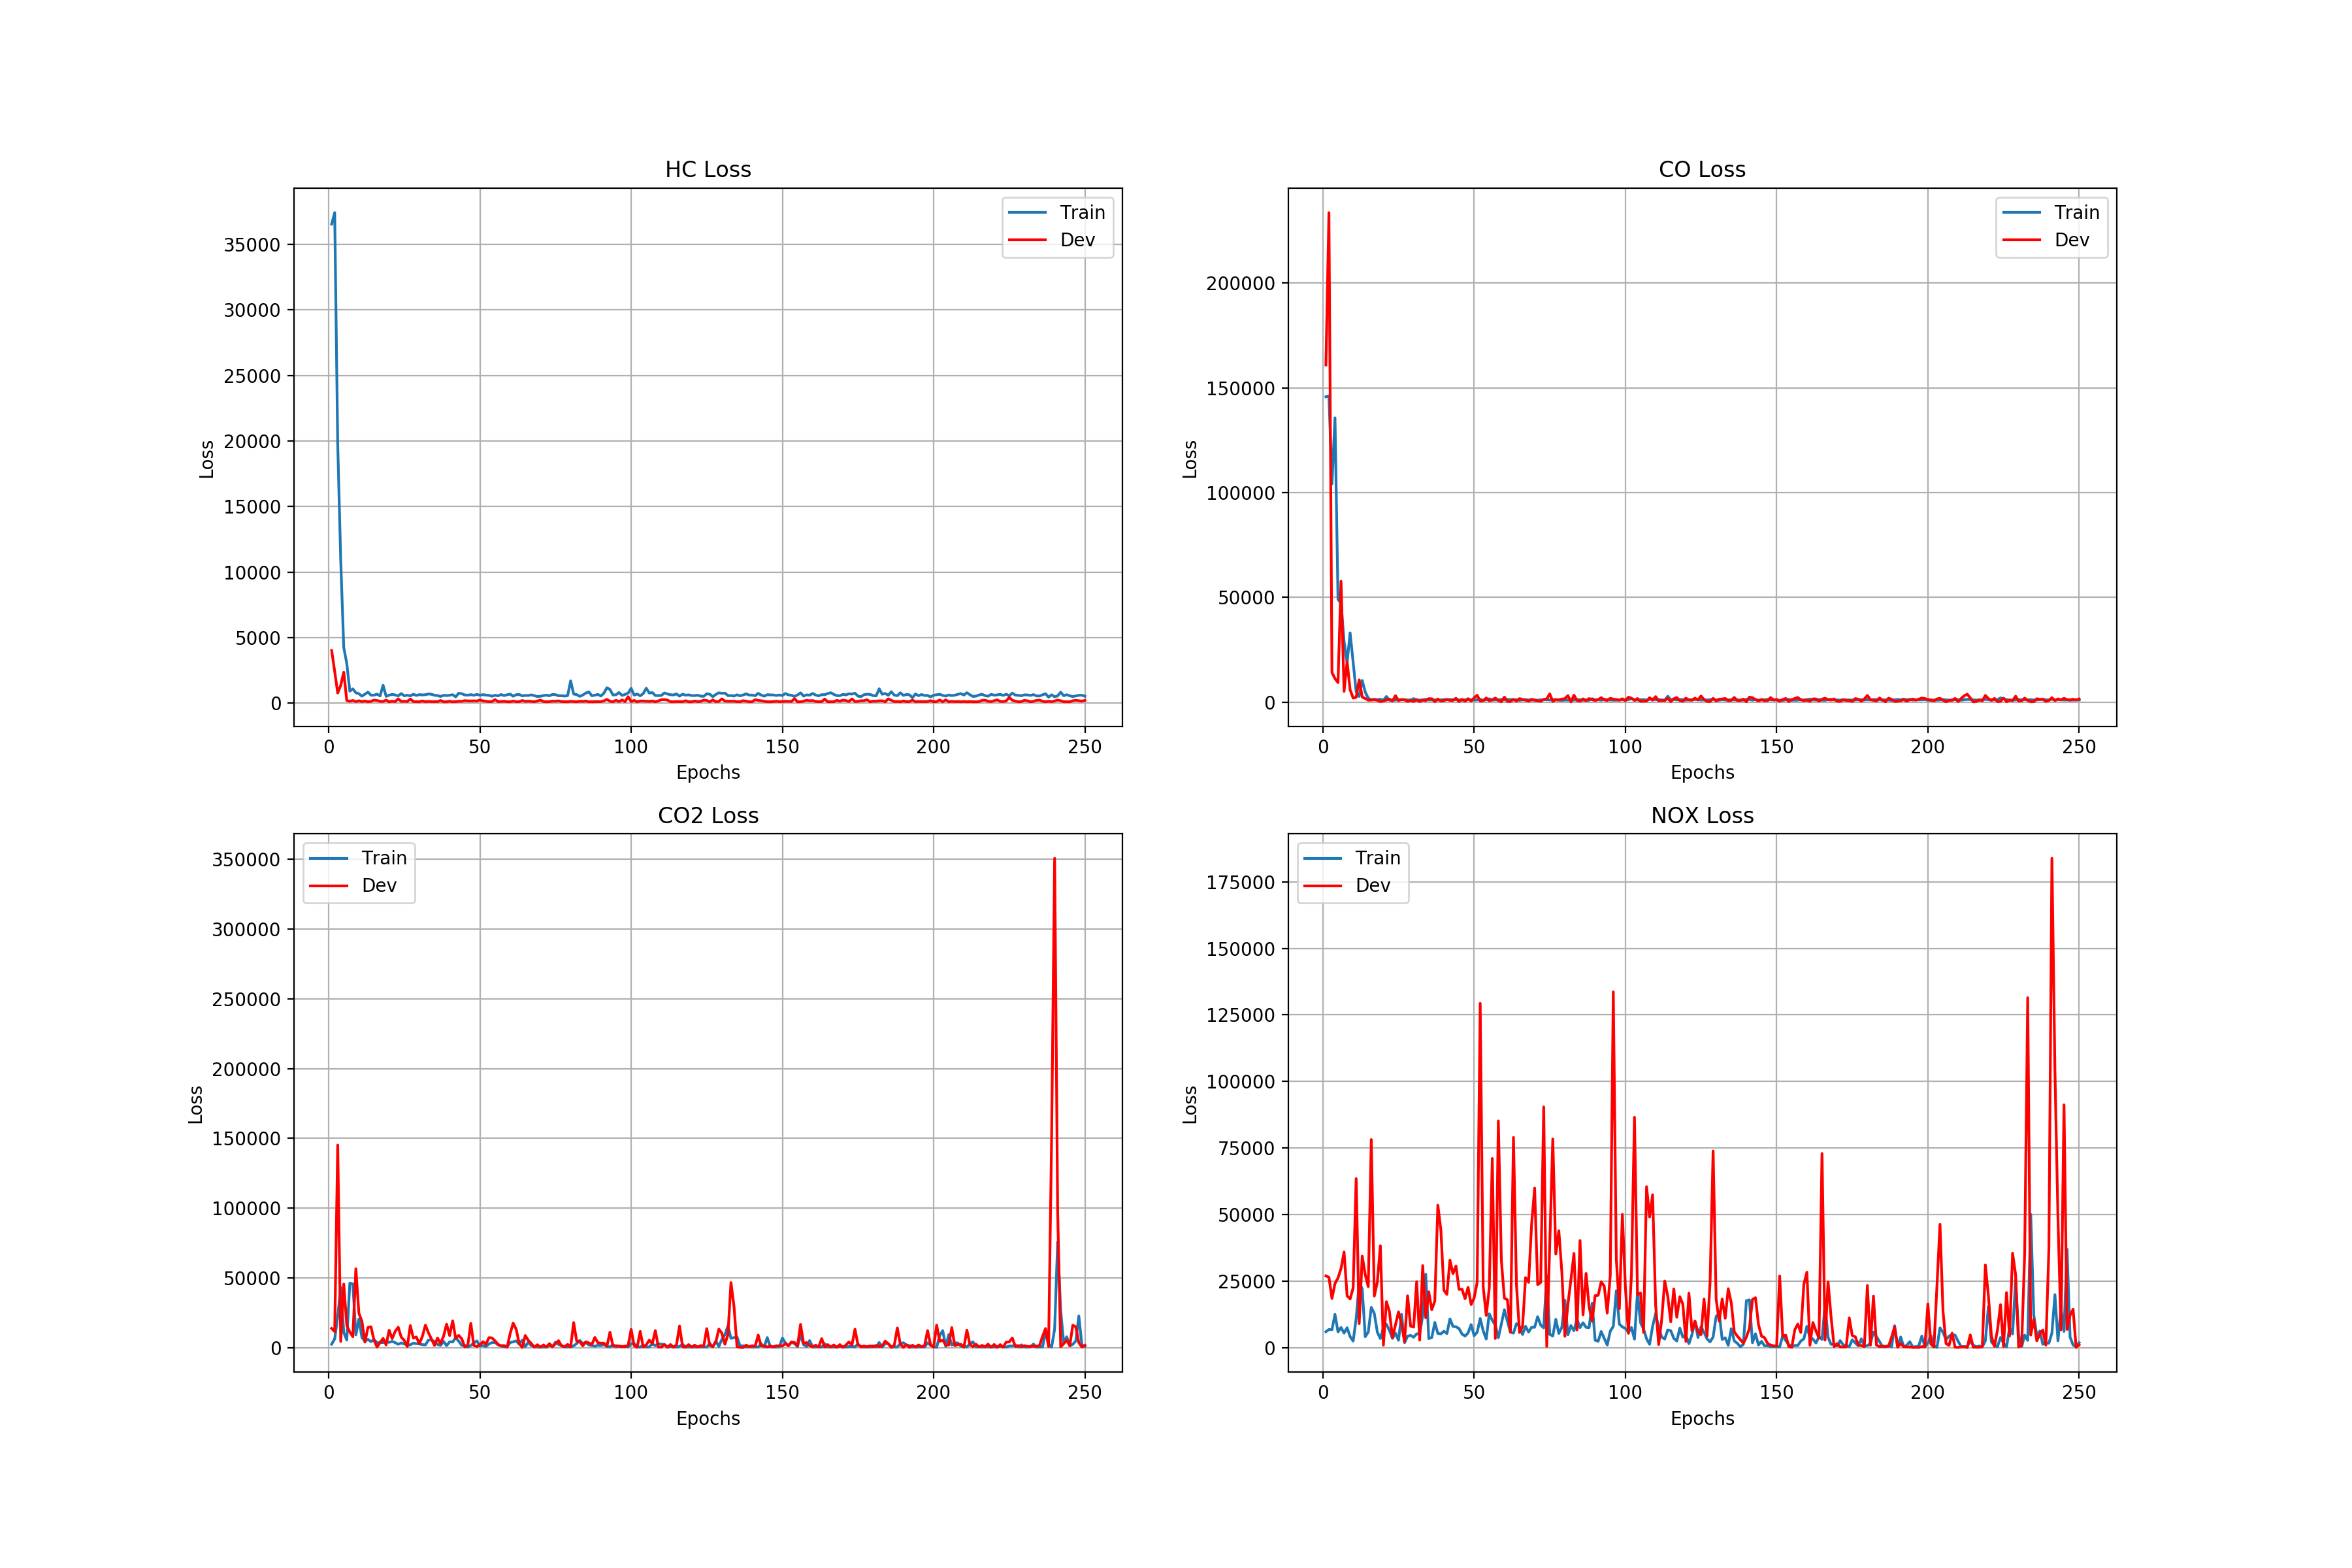 HC Loss
Train
Dev
35000
30000
25000
20000
15000
10000
5000
0
Loss
0 50 100 150 200 250
Epochs
CO Loss
Train
Dev
200000
150000
100000
50000
0
Loss
0 50 100 150 200 250
Epochs
CO2 Loss
Train
Dev
350000
300000
250000
200000
150000
100000
50000
0
Loss
0 50 100 150 200 250
Epochs
NOX Loss
Train
Dev
175000
150000
125000
100000
75000
50000
25000
0
Loss
0 50 100 150 200 250
Epochs